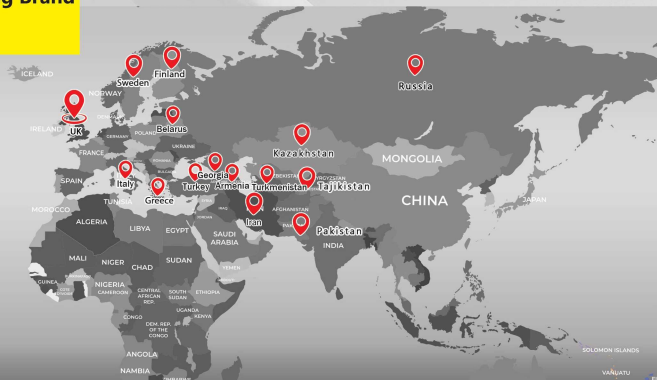 g Brand
ICELAND
Sweden
Finland
NORWAY
Russia
UK
IRELAND
Belarus
GERMANY
POLAND
UKRAINE
FRANCE
Kazakhstan
MONGOLIA
SPAIN
Italy
Greece
Turkey
Georgia
Armenia
Turkmenistan
Tajikistan
CHINA
JAPAN
MOROCCO
TUNISIA
ALGERIA
LIBYA
EGYPT
JORDAN
IRAQ
Iran
AFGHANISTAN
Pakistan
SAUDI
ARABIA
INDIA
MALI
NIGER
CHAD
SUDAN
YEMEN
GUINEA
NIGERIA
CAMEROON
CENTRAL
AFRICAN
REP.
SOUTH
SUDAN
ETHIOPIA
UGANDA
KENYA
CONGO
DEM. REP.
OF THE
CONGO
ANGOLA
NAMBIA
SOLOMON ISLANDS
VANUATU